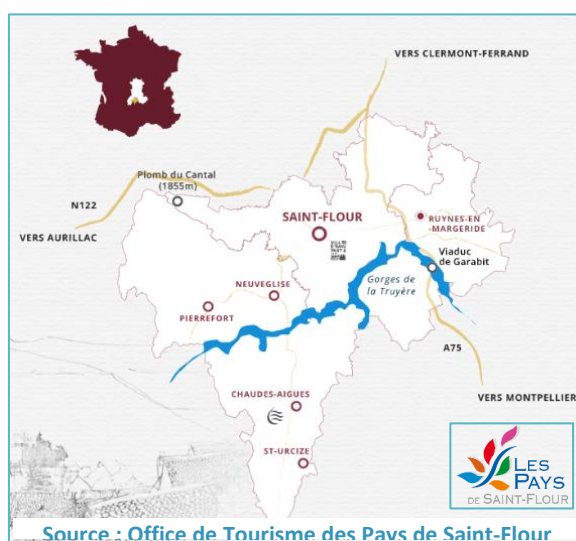 VERS CLERMONT-FERRAND
Plomb du Cantal
(1855m)
N122
VERS AURILLAC
SAINT-FLOUR
RUYNES-EN
-MARGERIDE
Viaduc
de Garabit
NEUVEGLISE
Gorges de
la Truyère
PIERREFORT
A75
CHAUDES-AIGUES
VERS MONTPELLIER
ST-URCIZE
LES
PAYS
DE SAINT-FLOUR
Source : Office de Tourisme des Pays de Saint-Flour